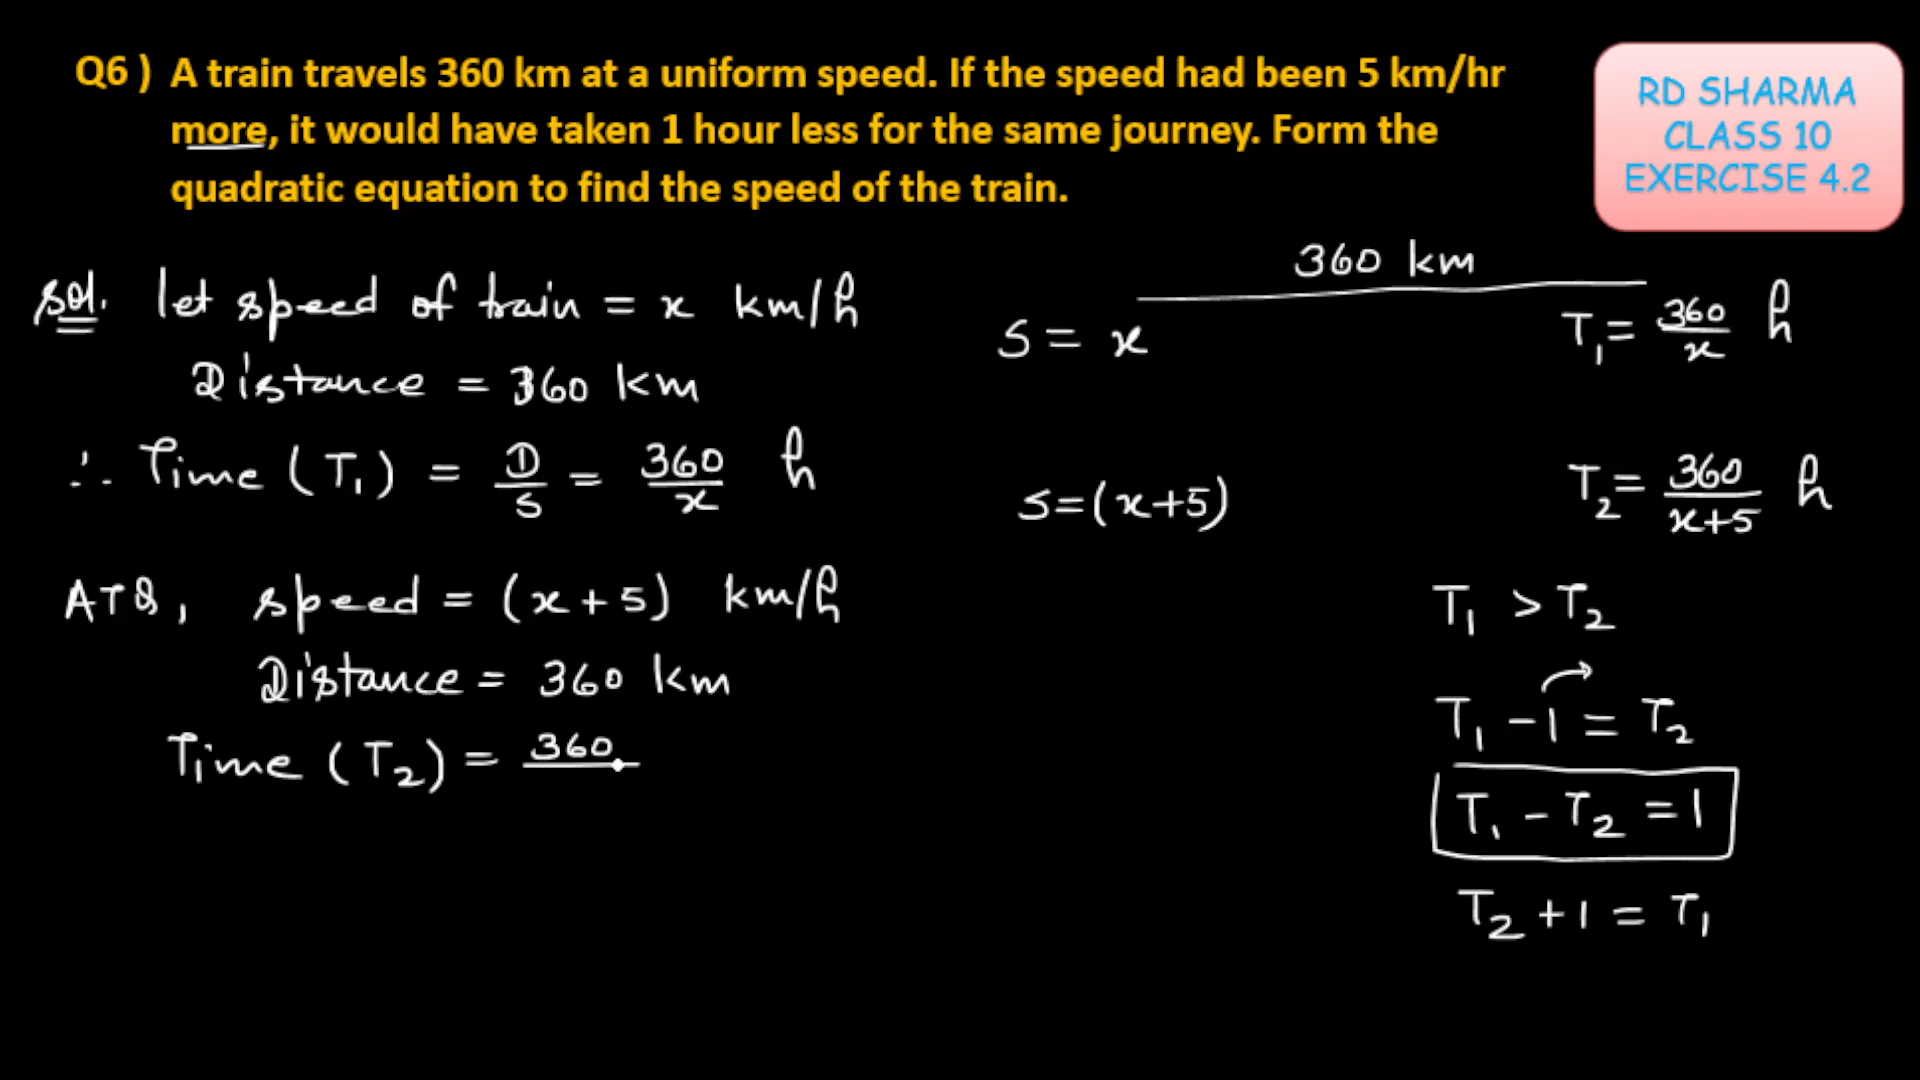 Q6 ) A train travels 360 km at a uniform speed. If the speed had been 5 km/hr
more, it would have taken 1 hour less for the same journey. Form the
quadratic equation to find the speed of the train.
RD SHARMA
CLASS 10
EXERCISE 4.2
Sol. let speed of train = x km/h
Distance = 360 km
∴ Time (T₁) = D/S = 360/x h
ATQ, speed = (x+5) km/h
Distance = 360 km
Time (T₂) = 360
360 km
S = x T₁ = 360/x h
S = (x+5) T₂ = 360/x+5 h
T₁ > T₂
T₁ – 1 = T₂
T₁ – T₂ = 1
T₂ + 1 = T₁